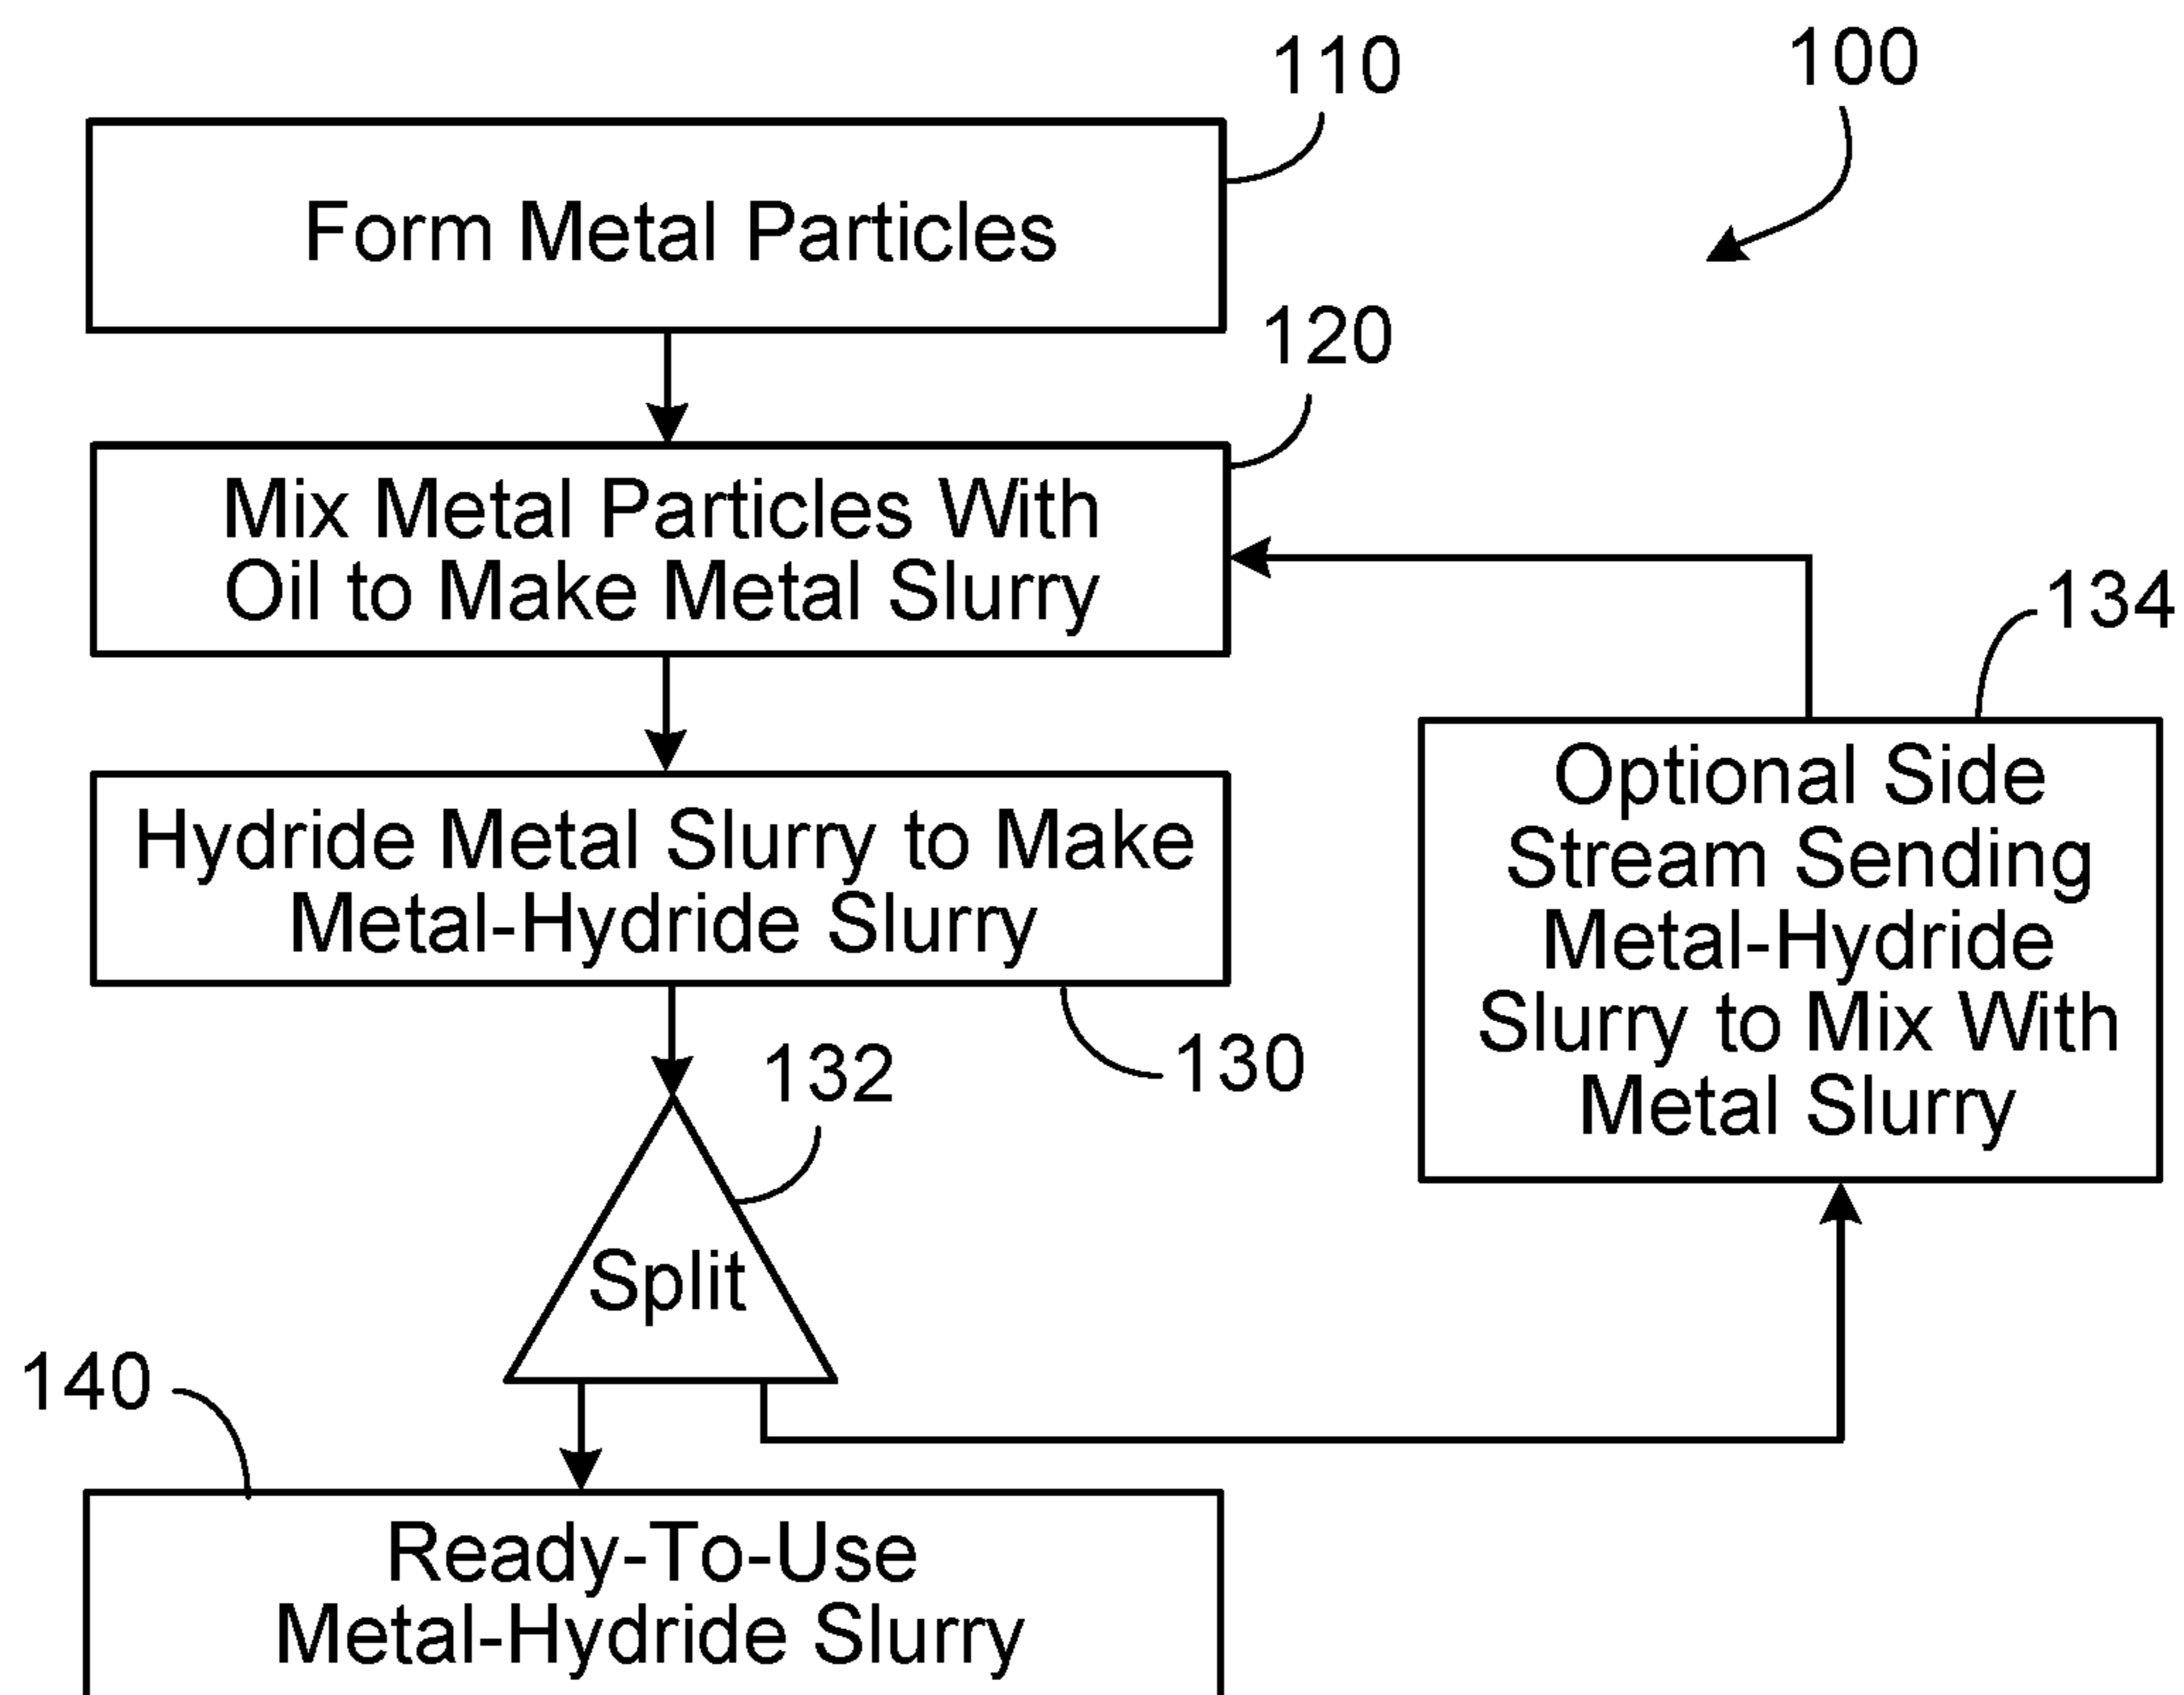 110
100
Form Metal Particles
120
Mix Metal Particles With
Oil to Make Metal Slurry
134
Hydride Metal Slurry to Make
Metal-Hydride Slurry
Optional Side
Stream Sending
Metal-Hydride
Slurry to Mix With
Metal Slurry
130
132
Split
140
Ready-To-Use
Metal-Hydride Slurry